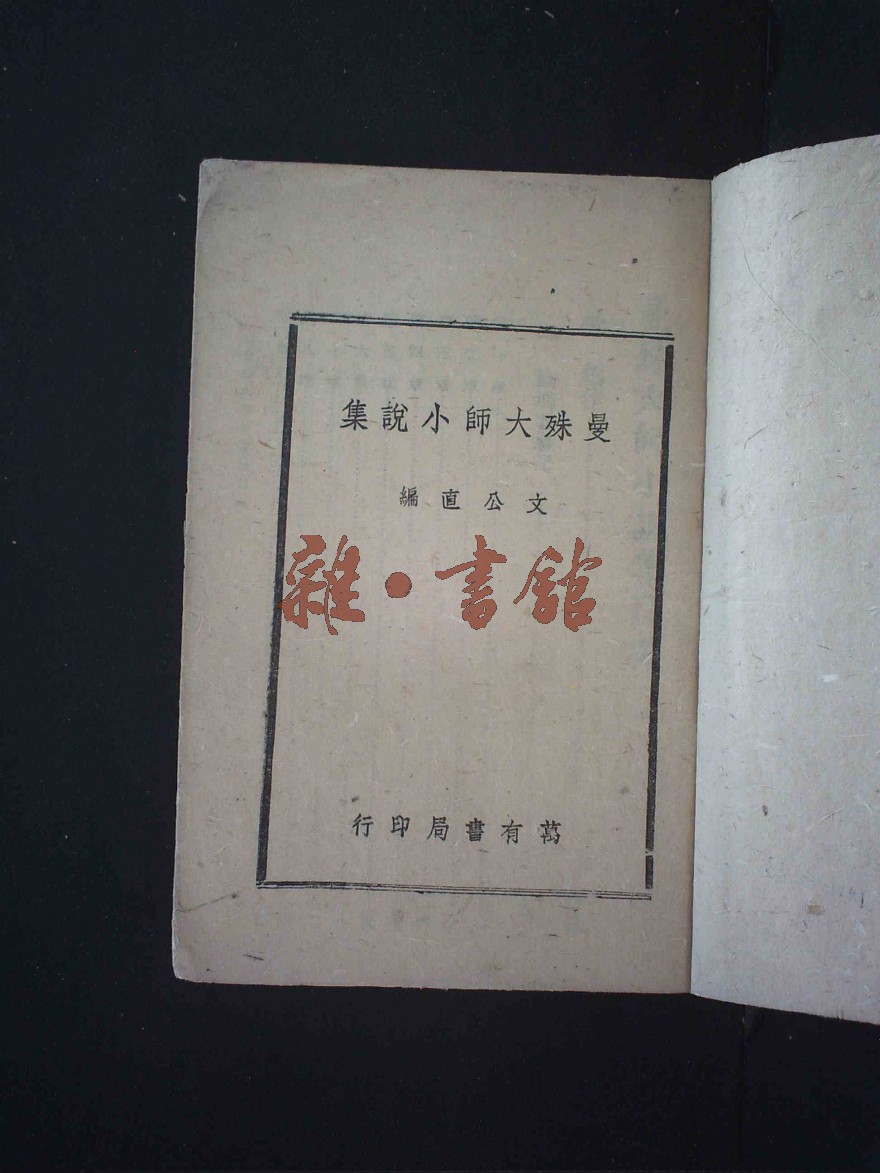 曼殊大師小說集
文公直編
雜·書館
萬有書局印行